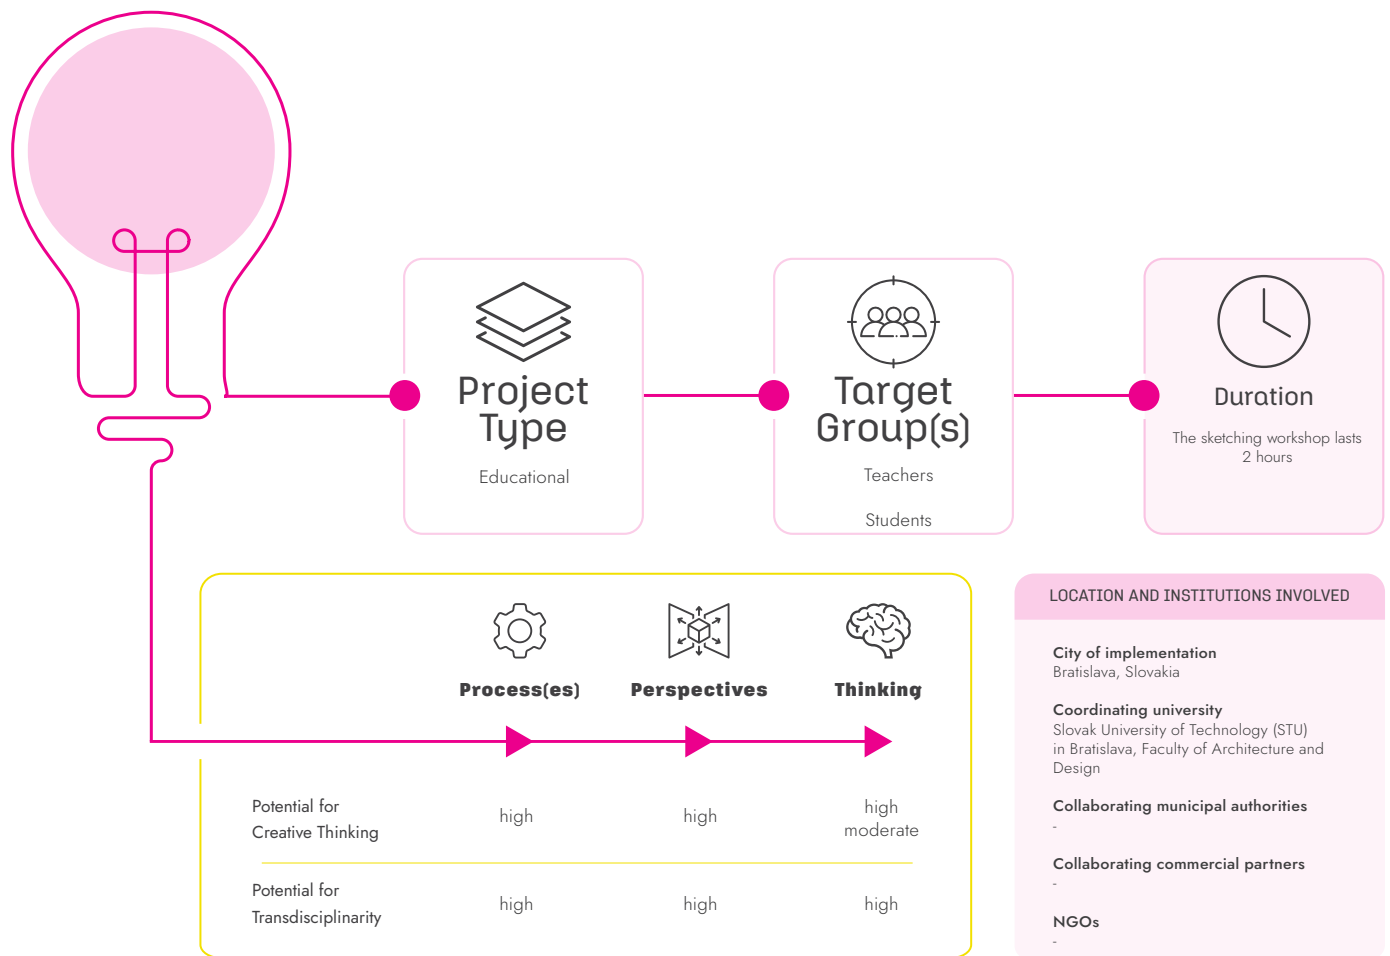 Project
Type
Educational
Target
Group(s)
Teachers
Students
Duration
The sketching workshop lasts
2 hours
Process(es)
Perspectives
Thinking
Potential for
Creative Thinking
high
high
high
moderate
Potential for
Transdisciplinarity
high
high
high
LOCATION AND INSTITUTIONS INVOLVED
City of implementation
Bratislava, Slovakia
Coordinating university
Slovak University of Technology (STU)
in Bratislava, Faculty of Architecture and
Design
Collaborating municipal authorities
-
Collaborating commercial partners
-
NGOs
-